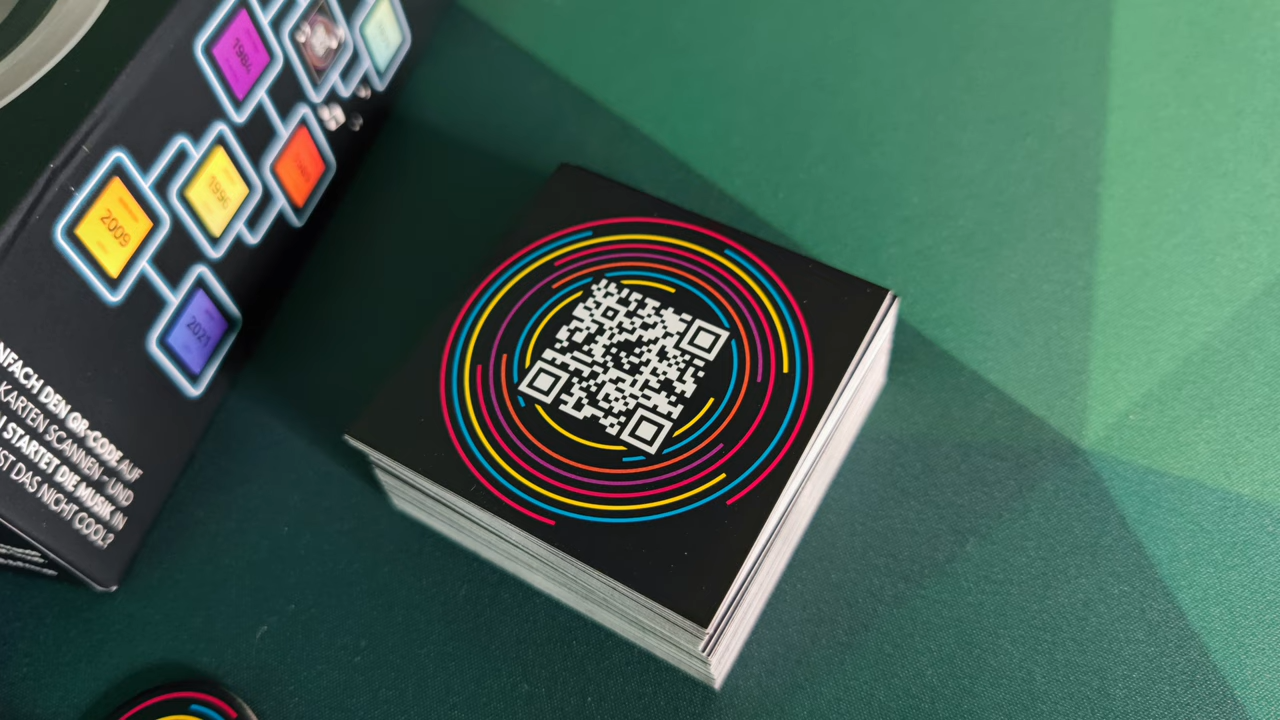 1984
1996
2009
2021
NFACH DEN QR-CODE AUF
KARTEN SCANNEN – UND
STARTET DIE MUSIK IN
ST DAS NICHT COOL?